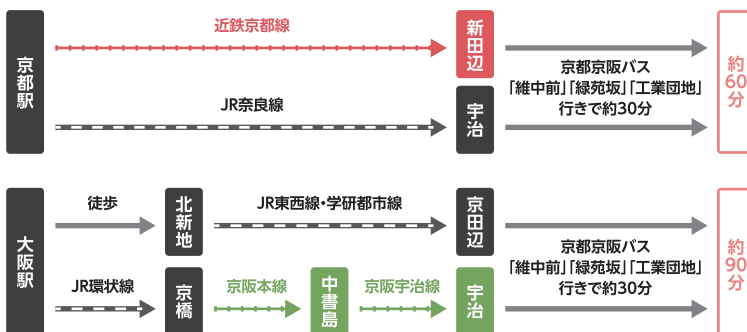 京都駅
近鉄京都線
新田辺
JR奈良線
宇治
京都京阪バス
「維中前」「緑苑坂」「工業団地」
行きで約30分
約60分
大阪駅
徒歩
北新地
JR東西線・学研都市線
京田辺
JR環状線
京橋
京阪本線
中書島
京阪宇治線
宇治
京都京阪バス
「維中前」「緑苑坂」「工業団地」
行きで約30分
約90分